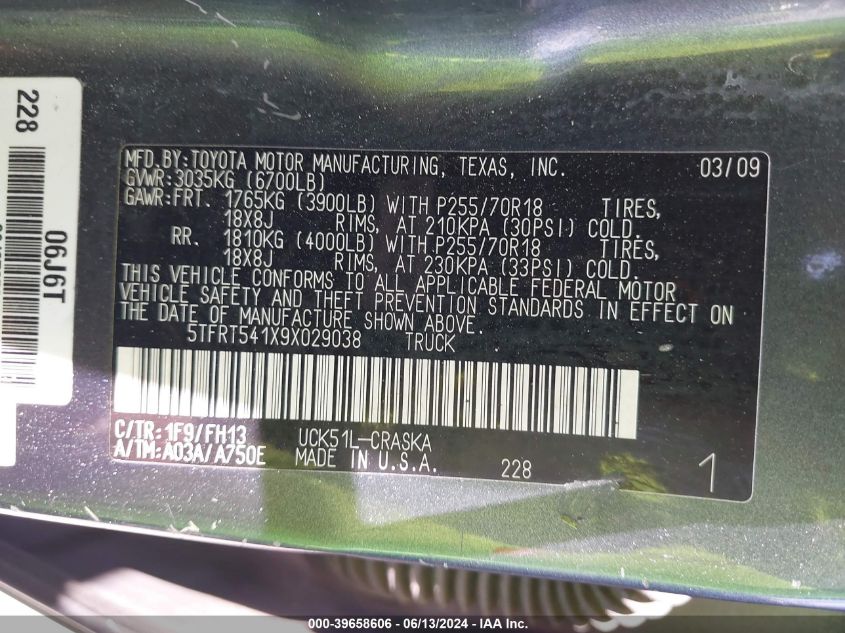 228
06J6T
MFD.BY:TOYOTA MOTOR MANUFACTURING, TEXAS, INC. 03/09
GVWR:3035KG (6700LB)
GAWR:FRT. 1765KG (3900LB) WITH P255/70R18 TIRES,
18X8J RIMS, AT 210KPA (30PSI) COLD.
RR. 1810KG (4000LB) WITH P255/70R18 TIRES,
18X8J RIMS, AT 230KPA (33PSI) COLD.
THIS VEHICLE CONFORMS TO ALL APPLICABLE FEDERAL MOTOR
VEHICLE SAFETY AND THEFT PREVENTION STANDARDS IN EFFECT ON
THE DATE OF MANUFACTURE SHOWN ABOVE.
5TFRT541X9X029038 TRUCK
C/TR:1F9/FH13 UCK51L-CRASKA
A/TM:A03A/A750E MADE IN U.S.A. 228 1
000-39658606 - 06/13/2024 - IAA Inc.